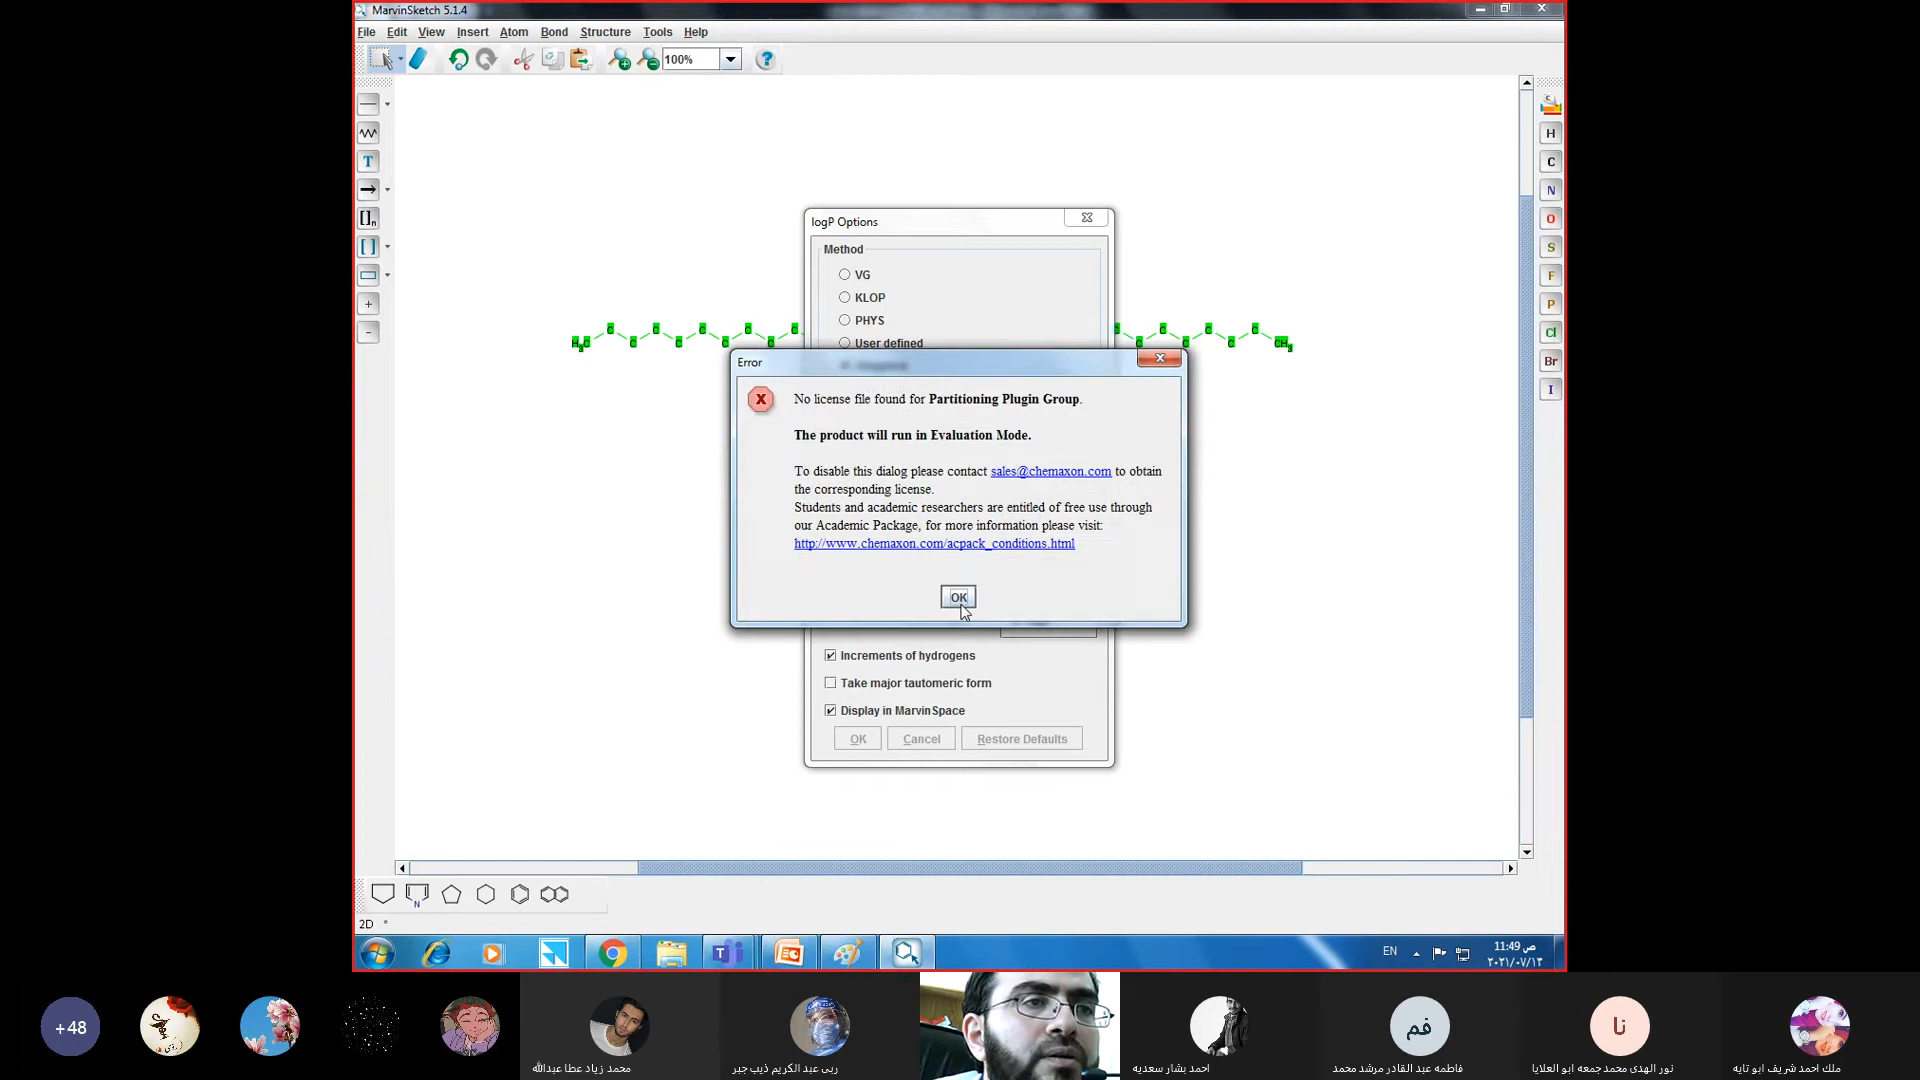 MarvinSketch 5.1.4
File Edit View Insert Atom Bond Structure Tools Help
100%
T
H
C
N
O
S
F
P
Cl
Br
I
logP Options
Method
VG
KLOP
PHYS
User defined
H3C C C C C C C C C C C C C C C C CH3
Error
No license file found for Partitioning Plugin Group.
The product will run in Evaluation Mode.
To disable this dialog please contact sales@chemaxon.com to obtain
the corresponding license.
Students and academic researchers are entitled of free use through
our Academic Package, for more information please visit:
http://www.chemaxon.com/acpack_conditions.html
OK
Increments of hydrogens
Take major tautomeric form
Display in MarvinSpace
OK Cancel Restore Defaults
N
2D *
EN
11:49 ص
٢٠٢١/٠٧/١٣
+48
فم
نا
محمد زياد عطا عبدالله
ربى عبد الكريم ذيب جبر
احمد بشار سعديه
فاطمه عبد القادر مرشد محمد
نور الهدى محمدجمعه ابو العلايا
ملك احمد شريف ابو تايه